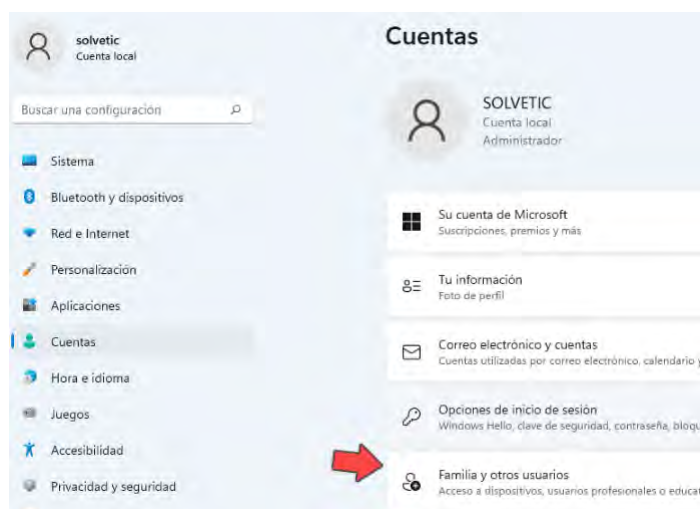 solvetic
Cuenta local
Buscar una configuración
Sistema
Bluetooth y dispositivos
Red e Internet
Personalización
Aplicaciones
Cuentas
Hora e idioma
Juegos
Accesibilidad
Privacidad y seguridad
Cuentas
SOLVETIC
Cuenta local
Administrador
Su cuenta de Microsoft
Suscripciones, premios y más
Tu información
Foto de perfil
Correo electrónico y cuentas
Cuentas utilizadas por correo electrónico, calendario y
Opciones de inicio de sesión
Windows Hello, clave de seguridad, contraseña, bloqu
Familia y otros usuarios
Acceso a dispositivos, usuarios profesionales o educat